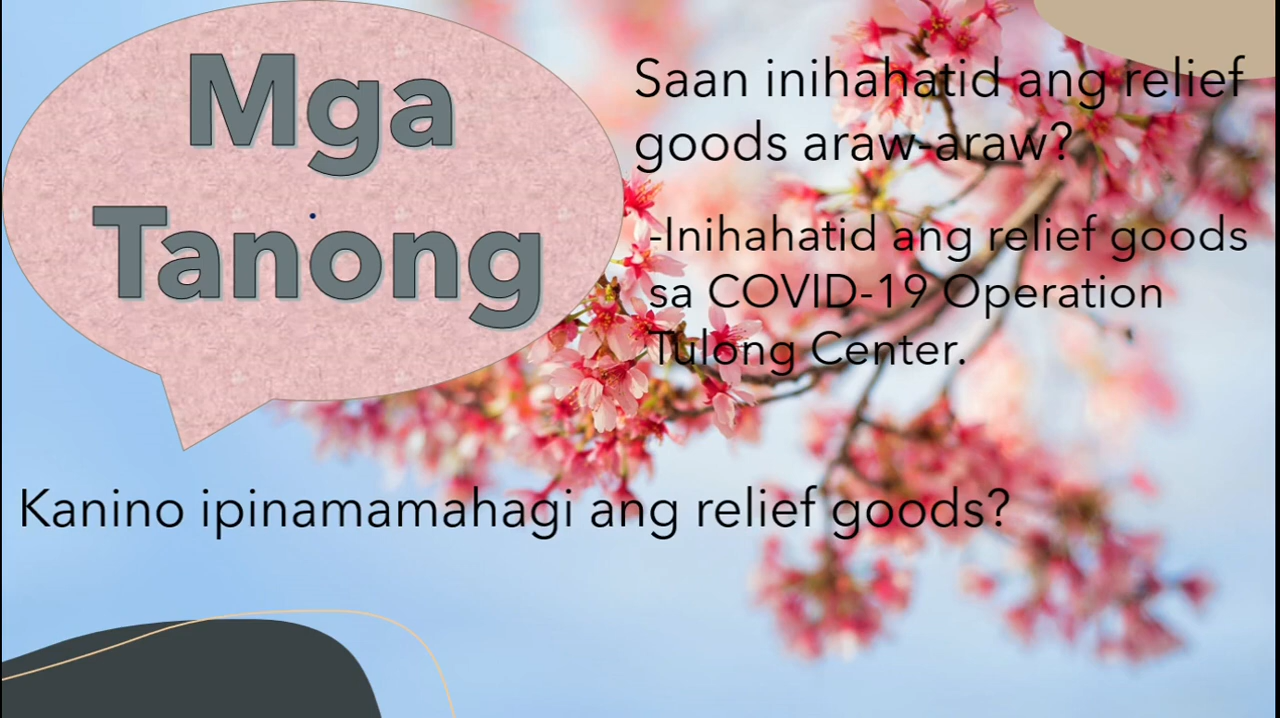 Mga
Tanong
Saan inihahatid ang relief
goods araw-araw?
-Inihahatid ang relief goods
sa COVID-19 Operation
Tulong Center.
Kanino ipinamamahagi ang relief goods?